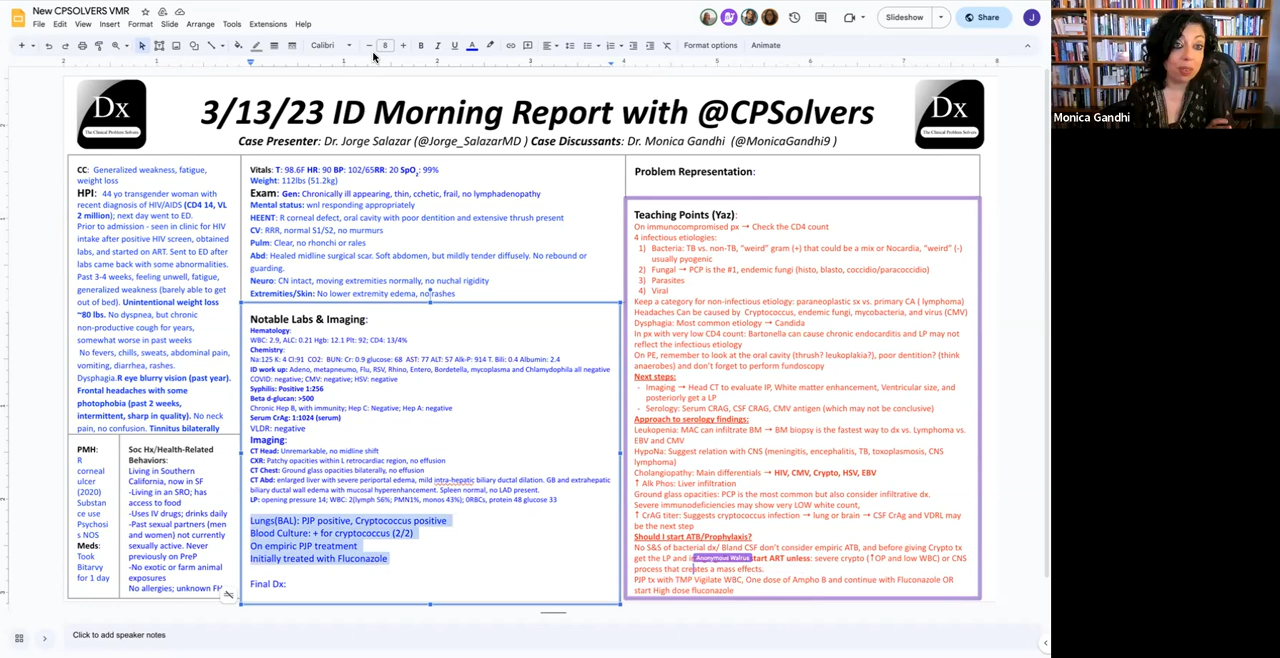 New CPSOLVERS VMR
File Edit View Insert Format Slide Arrange Tools Extensions Help
Slideshow
Share
J
Calibri
8
B I U A
Format options
Animate
2 1 1 2 3 4 5 6 7 8
Dx
The Clinical Problem Solvers
3/13/23 ID Morning Report with @CPSolvers
Case Presenter: Dr. Jorge Salazar (@Jorge_SalazarMD ) Case Discussants: Dr. Monica Gandhi (@MonicaGandhi9 )
Dx
The Clinical Problem Solvers
CC: Generalized weakness, fatigue,
weight loss
HPI: 44 yo transgender woman with
recent diagnosis of HIV/AIDS (CD4 14, VL
2 million); next day went to ED.
Prior to admission - seen in clinic for HIV
intake after positive HIV screen, obtained
labs, and started on ART. Sent to ED after
labs came back with some abnormalities.
Past 3-4 weeks, feeling unwell, fatigue,
generalized weakness (barely able to get
out of bed). Unintentional weight loss
~80 lbs. No dyspnea, but chronic
non-productive cough for years,
somewhat worse in past weeks
No fevers, chills, sweats, abdominal pain,
vomiting, diarrhea, rashes.
Dysphagia. R eye blurry vision (past year).
Frontal headaches with some
photophobia (past 2 weeks,
intermittent, sharp in quality). No neck
pain, no confusion. Tinnitus bilaterally
PMH:
R
corneal
ulcer
(2020)
Substan
ce use
Psychosi
s NOS
Meds:
Took
Bitarvy
for 1 day
Soc Hx/Health-Related
Behaviors:
Living in Southern
California, now in SF
-Living in an SRO; has
access to food
-Uses IV drugs; drinks daily
-Past sexual partners (men
and women) not currently
sexually active. Never
previously on PreP
-No exotic or farm animal
exposures
No allergies; unknown FH
Vitals: T: 98.6F HR: 90 BP: 102/65RR: 20 SpO2: 99%
Weight: 112lbs (51.2kg)
Exam: Gen: Chronically ill appearing, thin, cchetic, frail, no lymphadenopathy
Mental status: wnl responding appropriately
HEENT: R corneal defect, oral cavity with poor dentition and extensive thrush present
CV: RRR, normal S1/S2, no murmurs
Pulm: Clear, no rhonchi or rales
Abd: Healed midline surgical scar. Soft abdomen, but mildly tender diffusely. No rebound or
guarding.
Neuro: CN intact, moving extremities normally, no nuchal rigidity
Extremities/Skin: No lower extremity edema, no rashes
Notable Labs & Imaging:
Hematology:
WBC: 2.9, ALC: 0.21 Hgb: 12.1 Plt: 92; CD4: 13/4%
Chemistry:
Na:125 K: 4 Cl:91 CO2: BUN: Cr: 0.9 glucose: 68 AST: 77 ALT: 57 Alk-P: 914 T. Bili: 0.4 Albumin: 2.4
ID work up: Adeno, metapneumo, Flu, RSV, Rhino, Entero, Bordetella, mycoplasma and Chlamydophila all negative
COVID: negative; CMV: negative; HSV: negative
Syphilis: Positive 1:256
Beta d-glucan: >500
Chronic Hep B, with immunity; Hep C: Negative; Hep A: negative
Serum CrAg: 1:1024 (serum)
VLDR: negative
Imaging:
CT Head: Unremarkable, no midline shift
CXR: Patchy opacities within L retrocardiac region, no effusion
CT Chest: Ground glass opacities bilaterally, no effusion
CT Abd: enlarged liver with severe periportal edema, mild intra-hepatic biliary ductal dilation. GB and extrahepatic
biliary ductal wall edema with mucosal hyperenhancement. Spleen normal, no LAD present.
LP: opening pressure 14; WBC: 2(lymph 56%; PMN1%, monos 43%); 0RBCs, protein 48 glucose 33
Lungs(BAL): PJP positive, Cryptococcus positive
Blood Culture: + for cryptococcus (2/2)
On empiric PJP treatment
Initially treated with Fluconazole
Final Dx:
Problem Representation:
Teaching Points (Yaz):
On immunocompromised px → Check the CD4 count
4 infectious etiologies:
1) Bacteria: TB vs. non-TB, "weird" gram (+) that could be a mix or Nocardia, "weird" (-)
usually pyogenic
2) Fungal → PCP is the #1, endemic fungi (histo, blasto, coccidio/paracoccidio)
3) Parasites
4) Viral
Keep a category for non-infectious etiology: paraneoplastic sx vs. primary CA ( lymphoma)
Headaches Can be caused by Cryptococcus, endemic fungi, mycobacteria, and virus (CMV)
Dysphagia: Most common etiology → Candida
In px with very low CD4 count: Bartonella can cause chronic endocarditis and LP may not
reflect the infectious etiology
On PE, remember to look at the oral cavity (thrush? leukoplakia?), poor dentition? (think
anaerobes) and don't forget to perform fundoscopy
Next steps:
- Imaging → Head CT to evaluate IP, White matter enhancement, Ventricular size, and
posteriorly get a LP
- Serology: Serum CRAG, CSF CRAG, CMV antigen (which may not be conclusive)
Approach to serology findings:
Leukopenia: MAC can infiltrate BM → BM biopsy is the fastest way to dx vs. Lymphoma vs.
EBV and CMV
HypoNa: Suggest relation with CNS (meningitis, encephalitis, TB, toxoplasmosis, CNS
lymphoma)
Cholangiopathy: Main differentials → HIV, CMV, Crypto, HSV, EBV
↑ Alk Phos: Liver infiltration
Ground glass opacities: PCP is the most common but also consider infiltrative dx.
Severe immunodeficiencies may show very LOW white count,
↑ CrAG titer: Suggests cryptococcus infection → lung or brain → CSF CrAg and VDRL may
be the next step
Should I start ATB/Prophylaxis?
No S&S of bacterial dx/ Bland CSF don't consider empiric ATB, and before giving Crypto tx
get the LP and i Anonymous Walrus start ART unless: severe crypto (↑OP and low WBC) or CNS
process that creates a mass effects.
PJP tx with TMP Vigilate WBC, One dose of Ampho B and continue with Fluconazole OR
start High dose fluconazole
Click to add speaker notes
Monica Gandhi